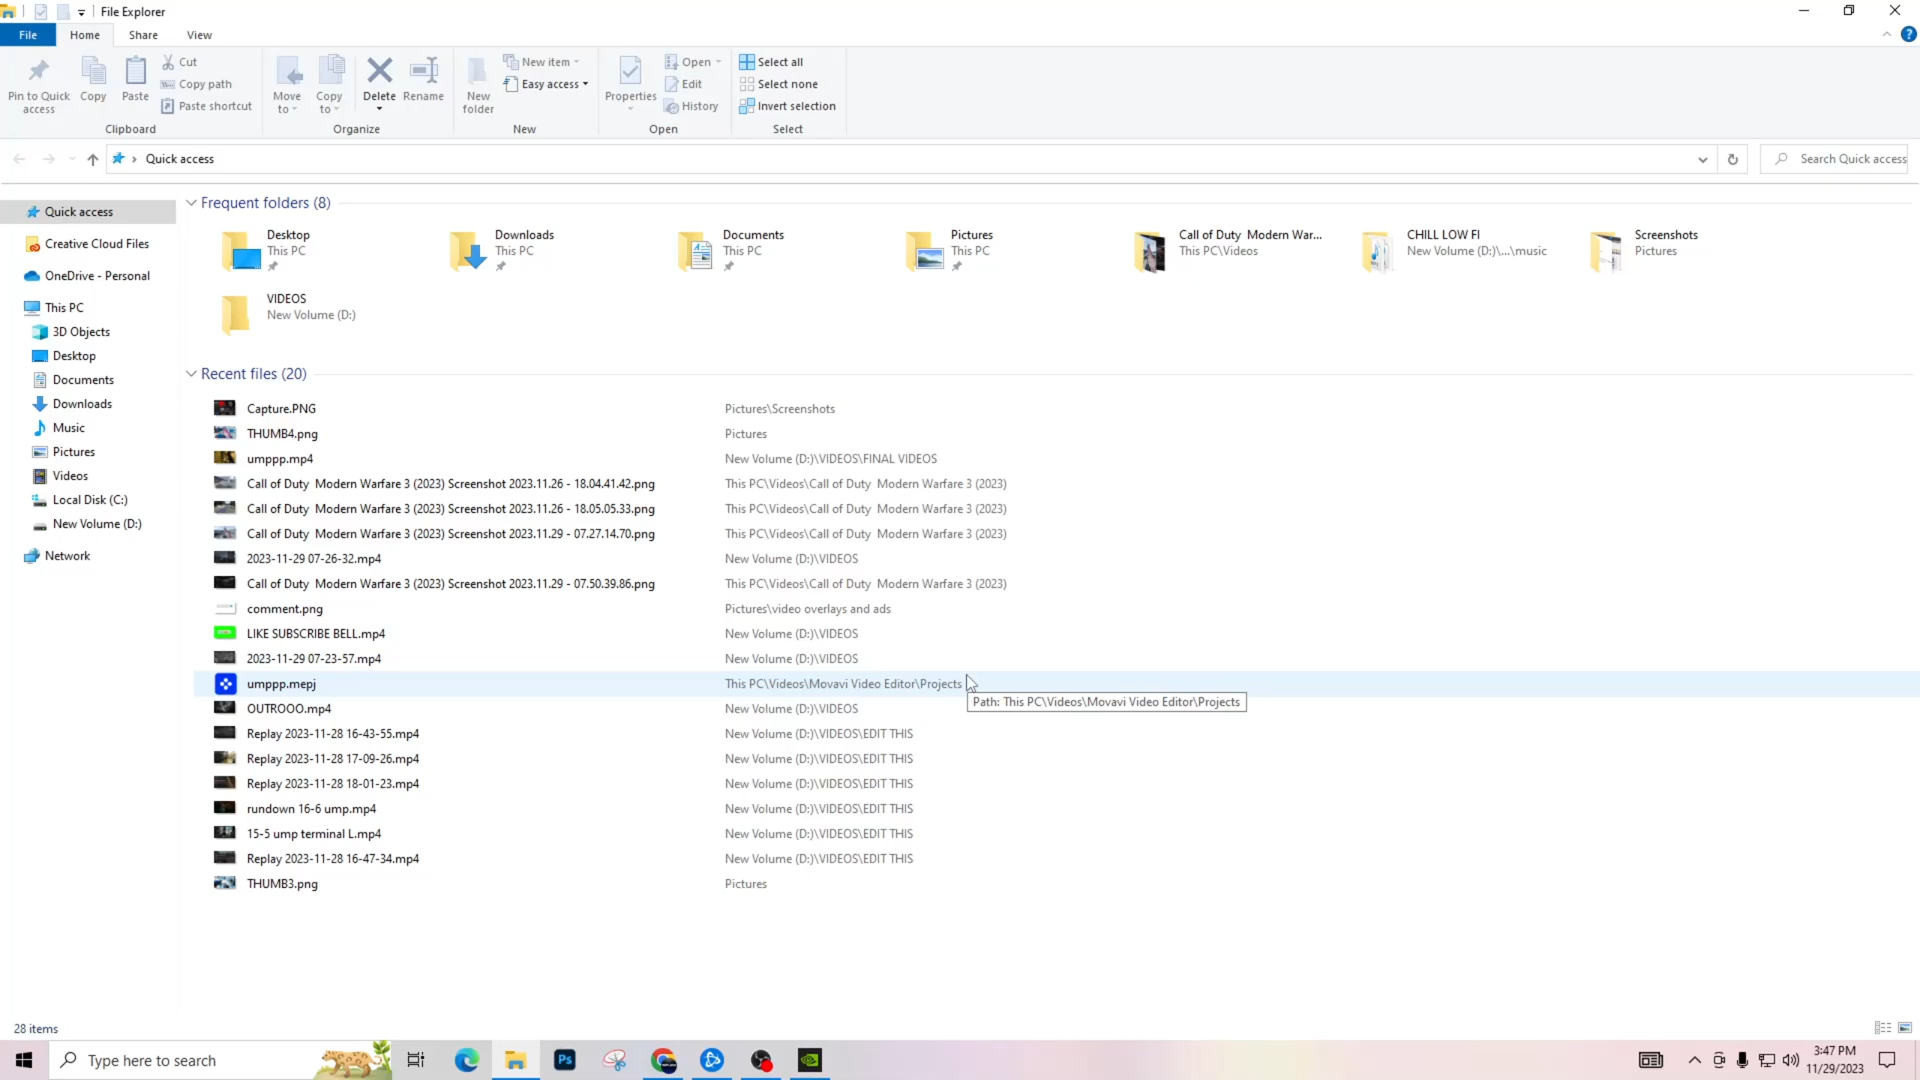 File Explorer
File Home Share View
Pin to Quick access
Copy
Paste
Cut
Copy path
Paste shortcut
Clipboard
Move to
Copy to
Delete
Rename
Organize
New folder
New item
Easy access
New
Properties
Open
Edit
History
Open
Select all
Select none
Invert selection
Select
Quick access
Search Quick access
Quick access
Creative Cloud Files
OneDrive - Personal
This PC
3D Objects
Desktop
Documents
Downloads
Music
Pictures
Videos
Local Disk (C:)
New Volume (D:)
Network
Frequent folders (8)
Desktop
This PC
Downloads
This PC
Documents
This PC
Pictures
This PC
Call of Duty  Modern War...
This PC\Videos
CHILL LOW FI
New Volume (D:)\...\music
Screenshots
Pictures
VIDEOS
New Volume (D:)
Recent files (20)
Capture.PNG Pictures\Screenshots
THUMB4.png Pictures
umppp.mp4 New Volume (D:)\VIDEOS\FINAL VIDEOS
Call of Duty  Modern Warfare 3 (2023) Screenshot 2023.11.26 - 18.04.41.42.png This PC\Videos\Call of Duty  Modern Warfare 3 (2023)
Call of Duty  Modern Warfare 3 (2023) Screenshot 2023.11.26 - 18.05.05.33.png This PC\Videos\Call of Duty  Modern Warfare 3 (2023)
Call of Duty  Modern Warfare 3 (2023) Screenshot 2023.11.29 - 07.27.14.70.png This PC\Videos\Call of Duty  Modern Warfare 3 (2023)
2023-11-29 07-26-32.mp4 New Volume (D:)\VIDEOS
Call of Duty  Modern Warfare 3 (2023) Screenshot 2023.11.29 - 07.50.39.86.png This PC\Videos\Call of Duty  Modern Warfare 3 (2023)
comment.png Pictures\video overlays and ads
LIKE SUBSCRIBE BELL.mp4 New Volume (D:)\VIDEOS
2023-11-29 07-23-57.mp4 New Volume (D:)\VIDEOS
umppp.mepj This PC\Videos\Movavi Video Editor\Projects
Path: This PC\Videos\Movavi Video Editor\Projects
OUTROOO.mp4 New Volume (D:)\VIDEOS
Replay 2023-11-28 16-43-55.mp4 New Volume (D:)\VIDEOS\EDIT THIS
Replay 2023-11-28 17-09-26.mp4 New Volume (D:)\VIDEOS\EDIT THIS
Replay 2023-11-28 18-01-23.mp4 New Volume (D:)\VIDEOS\EDIT THIS
rundown 16-6 ump.mp4 New Volume (D:)\VIDEOS\EDIT THIS
15-5 ump terminal L.mp4 New Volume (D:)\VIDEOS\EDIT THIS
Replay 2023-11-28 16-47-34.mp4 New Volume (D:)\VIDEOS\EDIT THIS
THUMB3.png Pictures
28 items
Type here to search
Ps
3:47 PM
11/29/2023